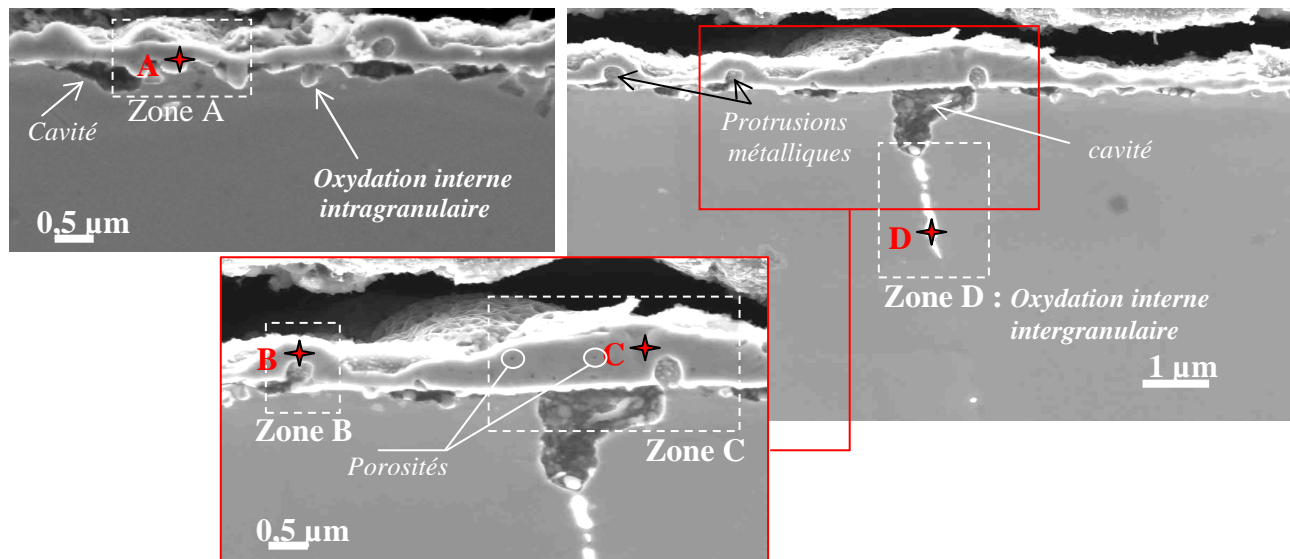 A
Zone A
Cavité
Oxydation interne
intragranulaire
0,5 µm
Protrusions
métalliques
cavité
D
Zone D : Oxydation interne
intergranulaire
1 µm
B
C
Zone B
Zone C
Porosités
0,5 µm